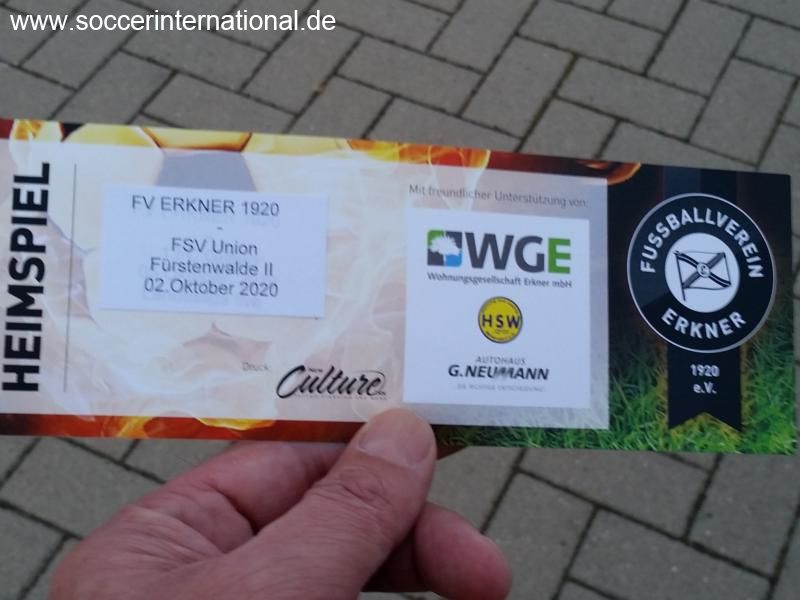 www.soccerinternational.de
HEIMSPIEL
FV ERKNER 1920
-
FSV Union
Fürstenwalde II
02.Oktober 2020
Druck:
Culture
Mit freundlicher Unterstützung von:
WGE
Wohnungsgesellschaft Erkner mbH
HSW
AUTOHAUS
G.NEUMANN
FUSSBALLVEREIN
ERKNER
1920
e.V.